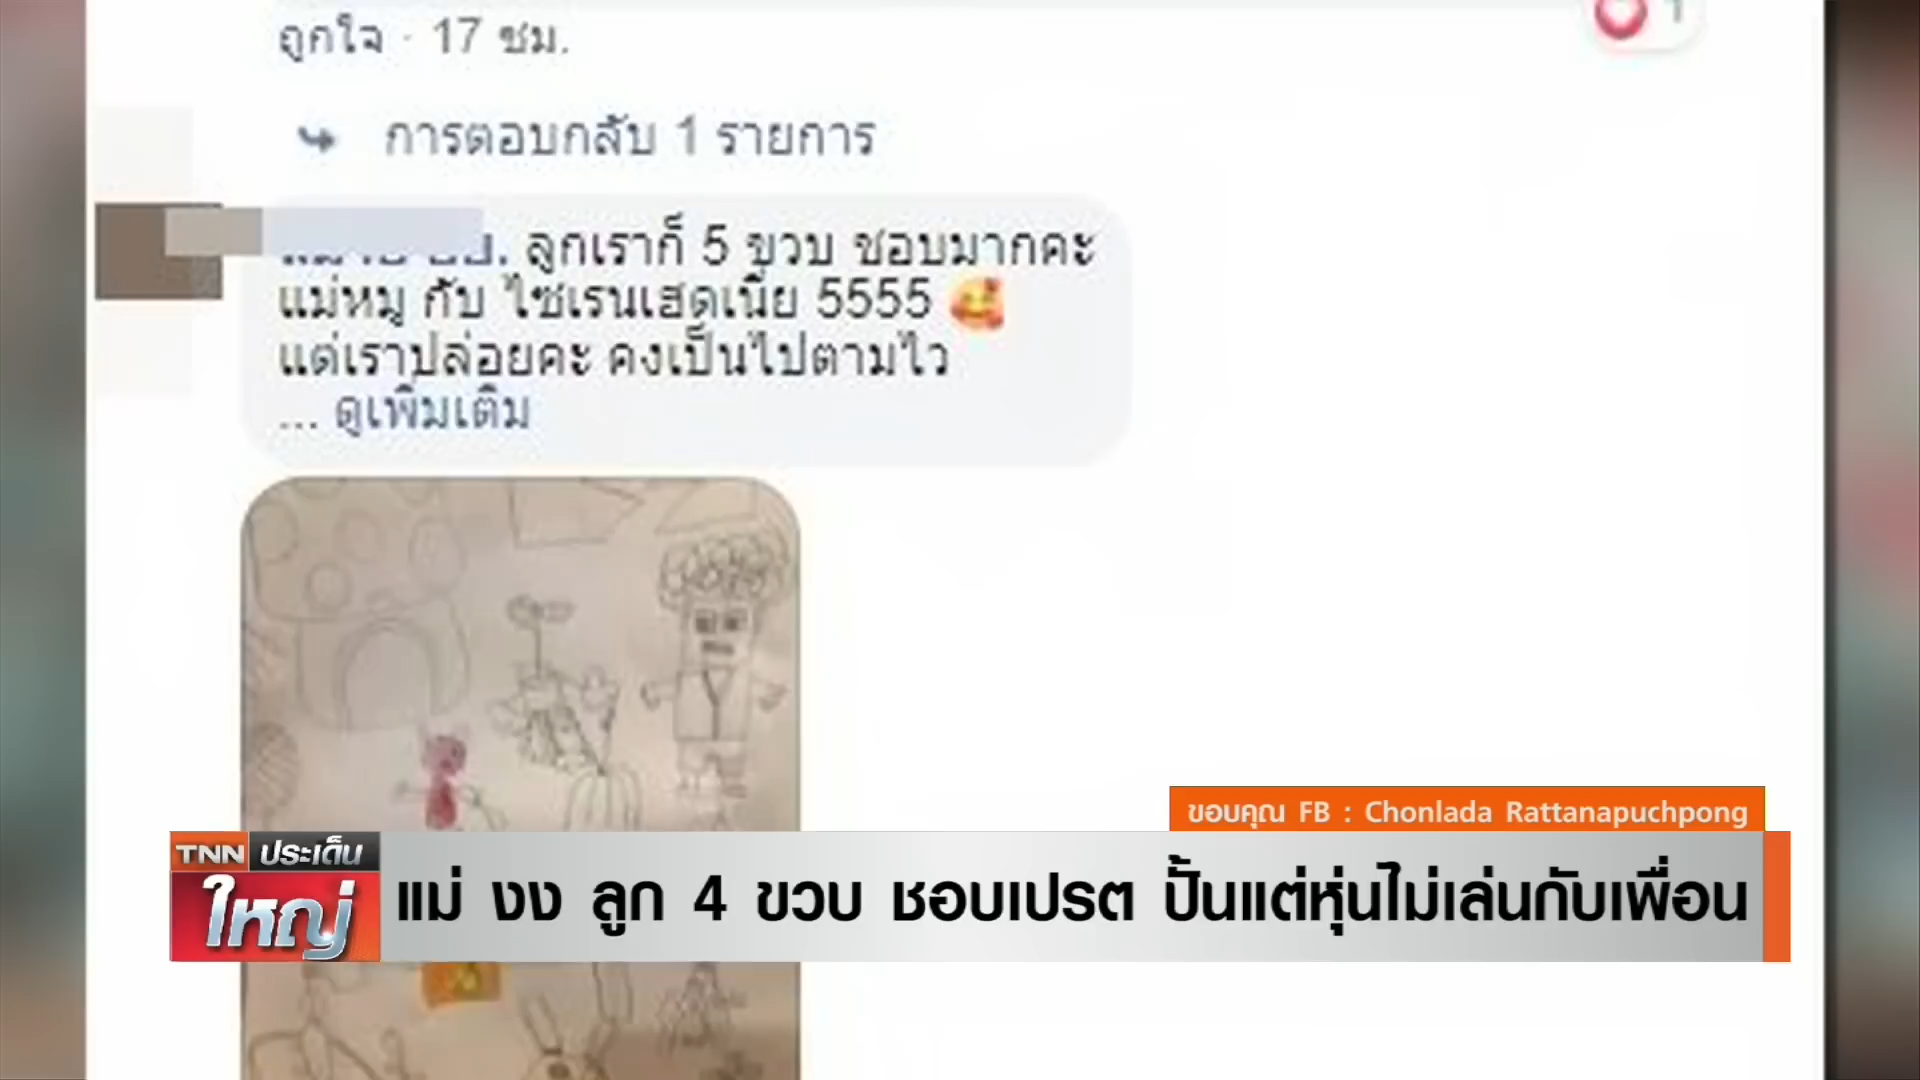 ถูกใจ · 17 ชม.
1
การตอบกลับ 1 รายการ
ลูกเราก็ 5 ขวบ ชอบมากคะ
แม่หมู กับ ไซเรนเฮดเนี่ย 5555 🥰
แต่เราปล่อยคะ คงเป็นไปตามไว
... ดูเพิ่มเติม
ขอบคุณ FB : Chonlada Rattanapuchpong
TNN ประเด็น
ใหญ่
แม่ งง ลูก 4 ขวบ ชอบเปรต ปั้นแต่หุ่นไม่เล่นกับเพื่อน